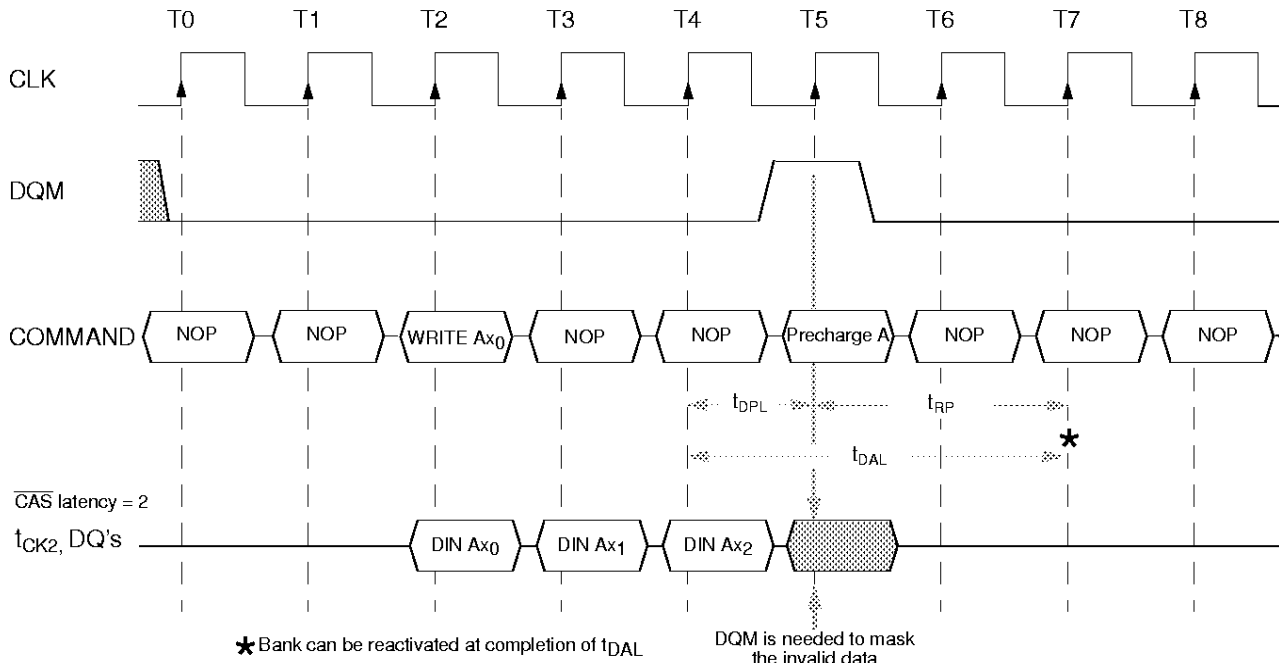 T0 T1 T2 T3 T4 T5 T6 T7 T8
CLK
DQM
COMMAND NOP NOP WRITE Ax0 NOP NOP Precharge A NOP NOP NOP
tDPL tRP
*
tDAL
CAS latency = 2
tCK2, DQ's DIN Ax0 DIN Ax1 DIN Ax2
* Bank can be reactivated at completion of tDAL
DQM is needed to mask
the invalid data